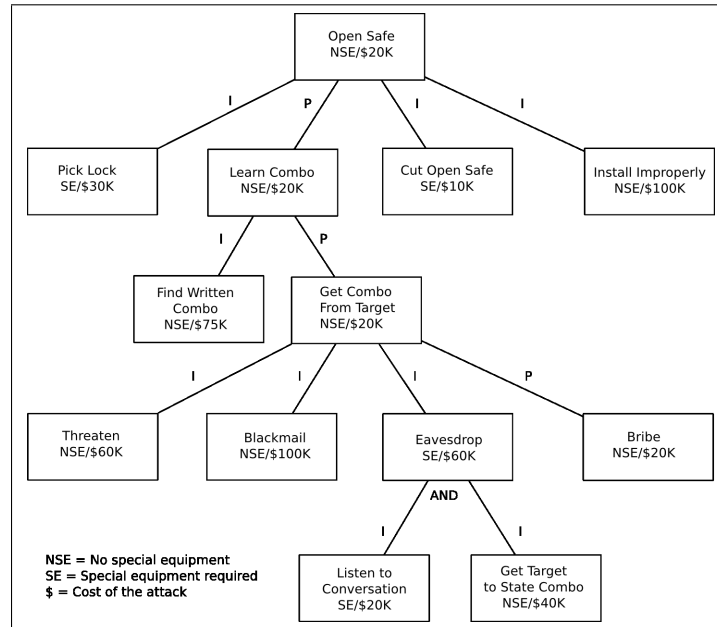 Open Safe
NSE/$20K
I
P
I
I
Pick Lock
SE/$30K
Learn Combo
NSE/$20K
Cut Open Safe
SE/$10K
Install Improperly
NSE/$100K
I
P
Find Written
Combo
NSE/$75K
Get Combo
From Target
NSE/$20K
I
I
I
P
Threaten
NSE/$60K
Blackmail
NSE/$100K
Eavesdrop
SE/$60K
Bribe
NSE/$20K
AND
I
I
NSE = No special equipment
SE = Special equipment required
$ = Cost of the attack
Listen to
Conversation
SE/$20K
Get Target
to State Combo
NSE/$40K